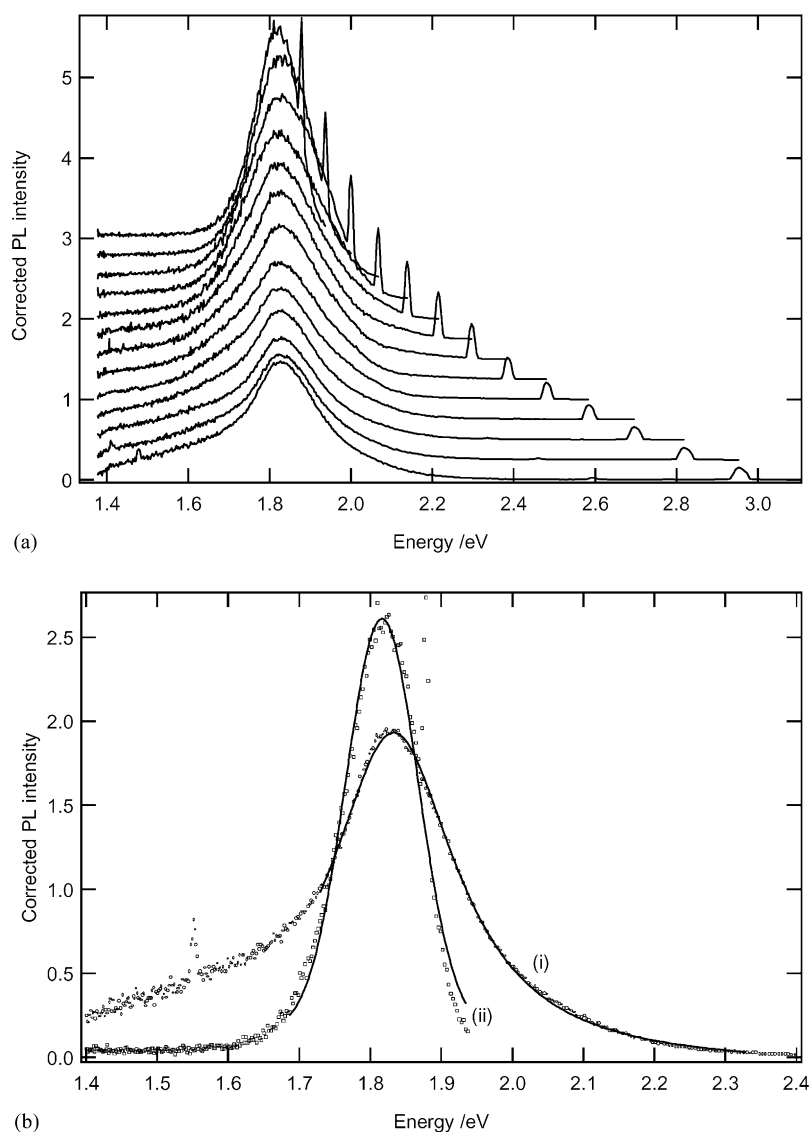 5
4
3
2
1
0
Corrected PL intensity
1.4 1.6 1.8 2.0 2.2 2.4 2.6 2.8 3.0
Energy /eV
(a)
2.5
2.0
1.5
1.0
0.5
0.0
Corrected PL intensity
(i)
(ii)
1.4 1.5 1.6 1.7 1.8 1.9 2.0 2.1 2.2 2.3 2.4
Energy /eV
(b)